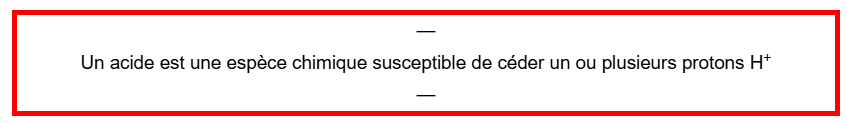 —
Un acide est une espèce chimique susceptible de céder un ou plusieurs protons H⁺
—